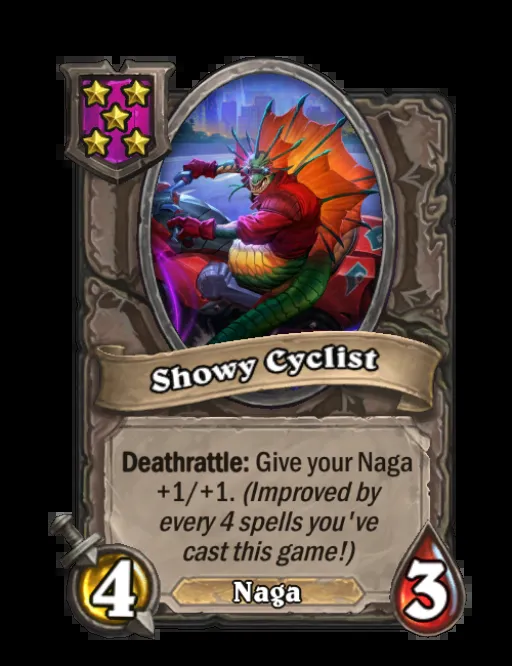 Showy Cyclist
Deathrattle: Give your Naga
+1/+1. (Improved by
every 4 spells you've
cast this game!)
4
Naga
3